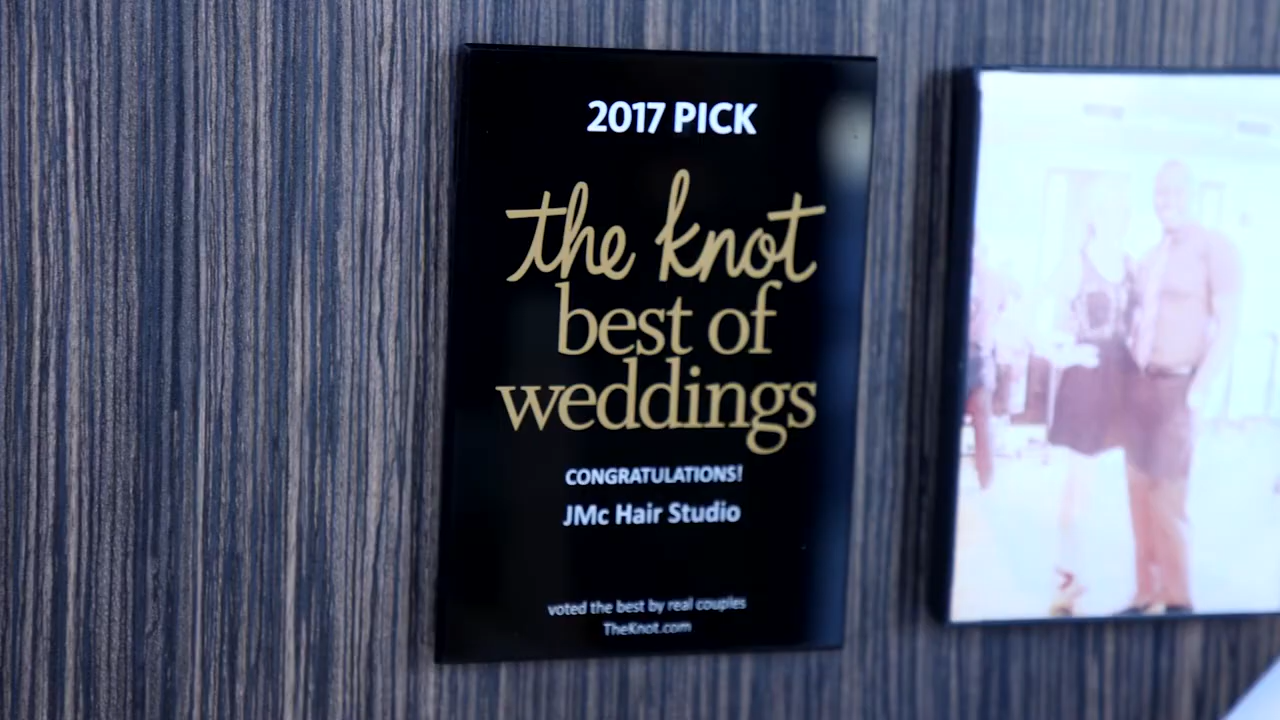 2017 PICK
the knot
best of
weddings
CONGRATULATIONS!
JMc Hair Studio
voted the best by real couples
TheKnot.com